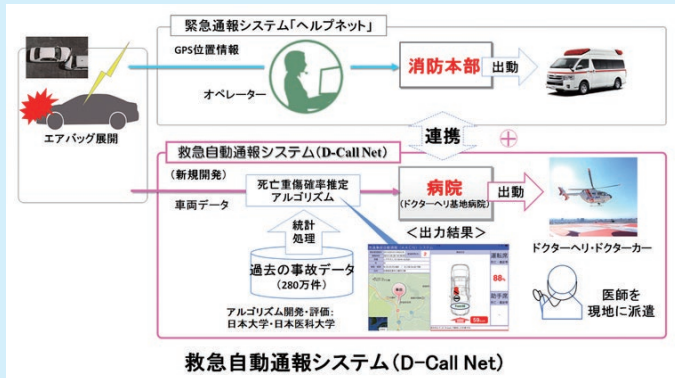 緊急通報システム「ヘルプネット」
GPS位置情報
オペレーター
消防本部
出動
エアバッグ展開
連携
救急自動通報システム(D-Call Net)
(新規開発)
車両データ
死亡重傷確率推定
アルゴリズム
病院
(ドクターヘリ基地病院)
出動
統計
処理
<出力結果>
ドクターヘリ・ドクターカー
過去の事故データ
(280万件)
運転席
88%
助手席
アルゴリズム開発・評価:
日本大学・日本医科大学
医師を
現地に派遣
救急自動通報システム(D-Call Net)